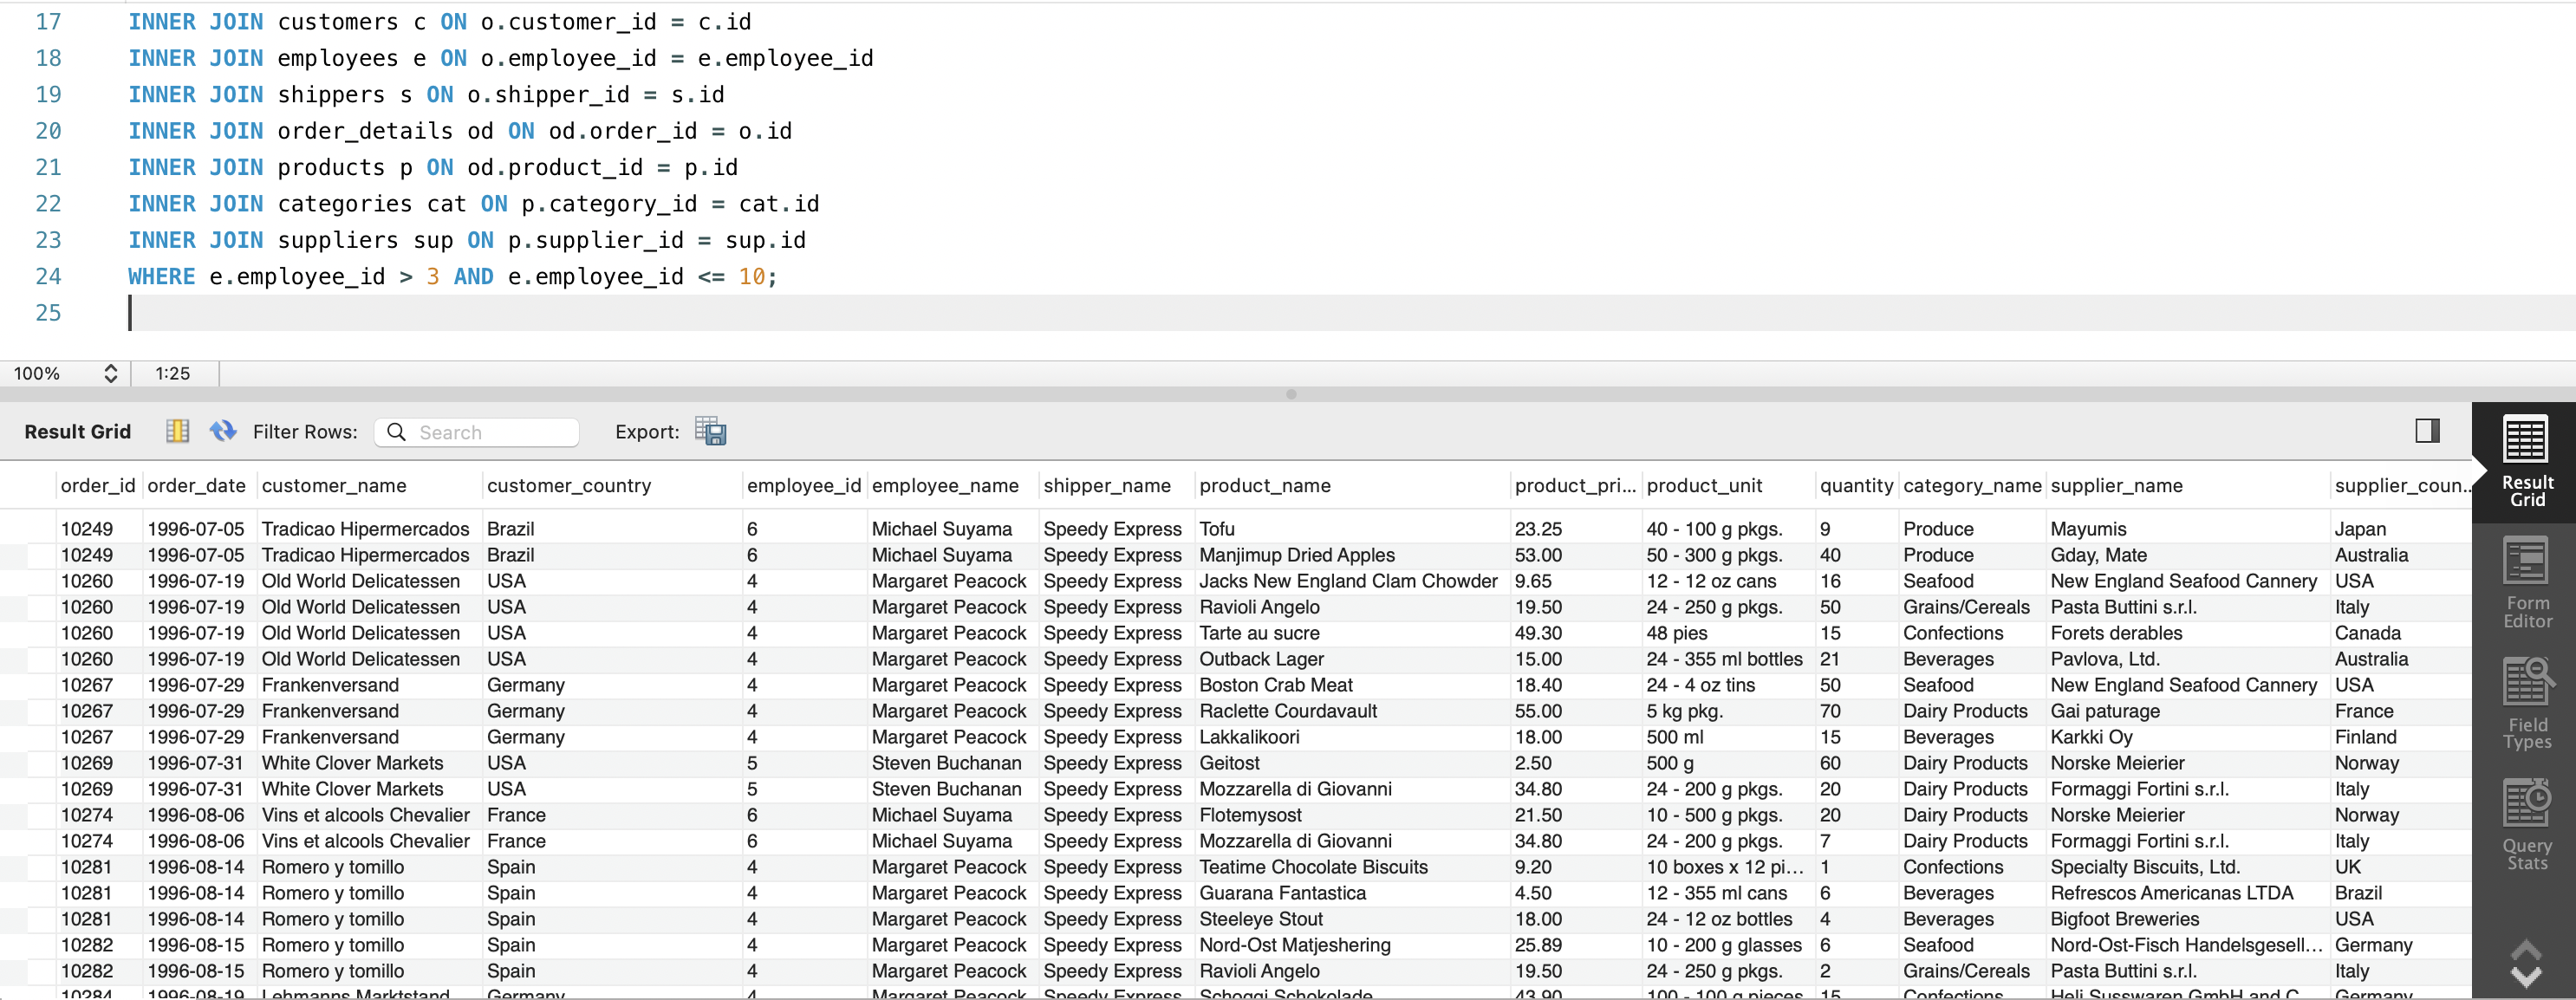 17 INNER JOIN customers c ON o.customer_id = c.id
18 INNER JOIN employees e ON o.employee_id = e.employee_id
19 INNER JOIN shippers s ON o.shipper_id = s.id
20 INNER JOIN order_details od ON od.order_id = o.id
21 INNER JOIN products p ON od.product_id = p.id
22 INNER JOIN categories cat ON p.category_id = cat.id
23 INNER JOIN suppliers sup ON p.supplier_id = sup.id
24 WHERE e.employee_id > 3 AND e.employee_id <= 10;
25
100% 1:25
Result Grid Filter Rows: Search Export:
order_id order_date customer_name customer_country employee_id employee_name shipper_name product_name product_pri... product_unit quantity category_name supplier_name supplier_coun...
10249 1996-07-05 Tradicao Hipermercados Brazil 6 Michael Suyama Speedy Express Tofu 23.25 40 - 100 g pkgs. 9 Produce Mayumis Japan
10249 1996-07-05 Tradicao Hipermercados Brazil 6 Michael Suyama Speedy Express Manjimup Dried Apples 53.00 50 - 300 g pkgs. 40 Produce Gday, Mate Australia
10260 1996-07-19 Old World Delicatessen USA 4 Margaret Peacock Speedy Express Jacks New England Clam Chowder 9.65 12 - 12 oz cans 16 Seafood New England Seafood Cannery USA
10260 1996-07-19 Old World Delicatessen USA 4 Margaret Peacock Speedy Express Ravioli Angelo 19.50 24 - 250 g pkgs. 50 Grains/Cereals Pasta Buttini s.r.l. Italy
10260 1996-07-19 Old World Delicatessen USA 4 Margaret Peacock Speedy Express Tarte au sucre 49.30 48 pies 15 Confections Forets derables Canada
10260 1996-07-19 Old World Delicatessen USA 4 Margaret Peacock Speedy Express Outback Lager 15.00 24 - 355 ml bottles 21 Beverages Pavlova, Ltd. Australia
10267 1996-07-29 Frankenversand Germany 4 Margaret Peacock Speedy Express Boston Crab Meat 18.40 24 - 4 oz tins 50 Seafood New England Seafood Cannery USA
10267 1996-07-29 Frankenversand Germany 4 Margaret Peacock Speedy Express Raclette Courdavault 55.00 5 kg pkg. 70 Dairy Products Gai paturage France
10267 1996-07-29 Frankenversand Germany 4 Margaret Peacock Speedy Express Lakkalikoori 18.00 500 ml 15 Beverages Karkki Oy Finland
10269 1996-07-31 White Clover Markets USA 5 Steven Buchanan Speedy Express Geitost 2.50 500 g 60 Dairy Products Norske Meierier Norway
10269 1996-07-31 White Clover Markets USA 5 Steven Buchanan Speedy Express Mozzarella di Giovanni 34.80 24 - 200 g pkgs. 20 Dairy Products Formaggi Fortini s.r.l. Italy
10274 1996-08-06 Vins et alcools Chevalier France 6 Michael Suyama Speedy Express Flotemysost 21.50 10 - 500 g pkgs. 20 Dairy Products Norske Meierier Norway
10274 1996-08-06 Vins et alcools Chevalier France 6 Michael Suyama Speedy Express Mozzarella di Giovanni 34.80 24 - 200 g pkgs. 7 Dairy Products Formaggi Fortini s.r.l. Italy
10281 1996-08-14 Romero y tomillo Spain 4 Margaret Peacock Speedy Express Teatime Chocolate Biscuits 9.20 10 boxes x 12 pi... 1 Confections Specialty Biscuits, Ltd. UK
10281 1996-08-14 Romero y tomillo Spain 4 Margaret Peacock Speedy Express Guarana Fantastica 4.50 12 - 355 ml cans 6 Beverages Refrescos Americanas LTDA Brazil
10281 1996-08-14 Romero y tomillo Spain 4 Margaret Peacock Speedy Express Steeleye Stout 18.00 24 - 12 oz bottles 4 Beverages Bigfoot Breweries USA
10282 1996-08-15 Romero y tomillo Spain 4 Margaret Peacock Speedy Express Nord-Ost Matjeshering 25.89 10 - 200 g glasses 6 Seafood Nord-Ost-Fisch Handelsgesell... Germany
10282 1996-08-15 Romero y tomillo Spain 4 Margaret Peacock Speedy Express Ravioli Angelo 19.50 24 - 250 g pkgs. 2 Grains/Cereals Pasta Buttini s.r.l. Italy
10284 1996-08-19 Lehmanns Marktstand Germany 4 Margaret Peacock Speedy Express Schoggi Schokolade 43.90 100 - 100 g pieces 15 Confections Heli Susswaren GmbH and C... Germany
Result
Grid
Form
Editor
Field
Types
Query
Stats